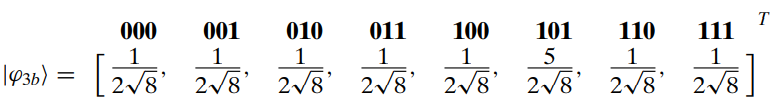 000 001 010 011 100 101 110 111
|φ3b⟩ = [ 1/2√8, 1/2√8, 1/2√8, 1/2√8, 1/2√8, 5/2√8, 1/2√8, 1/2√8 ]^T